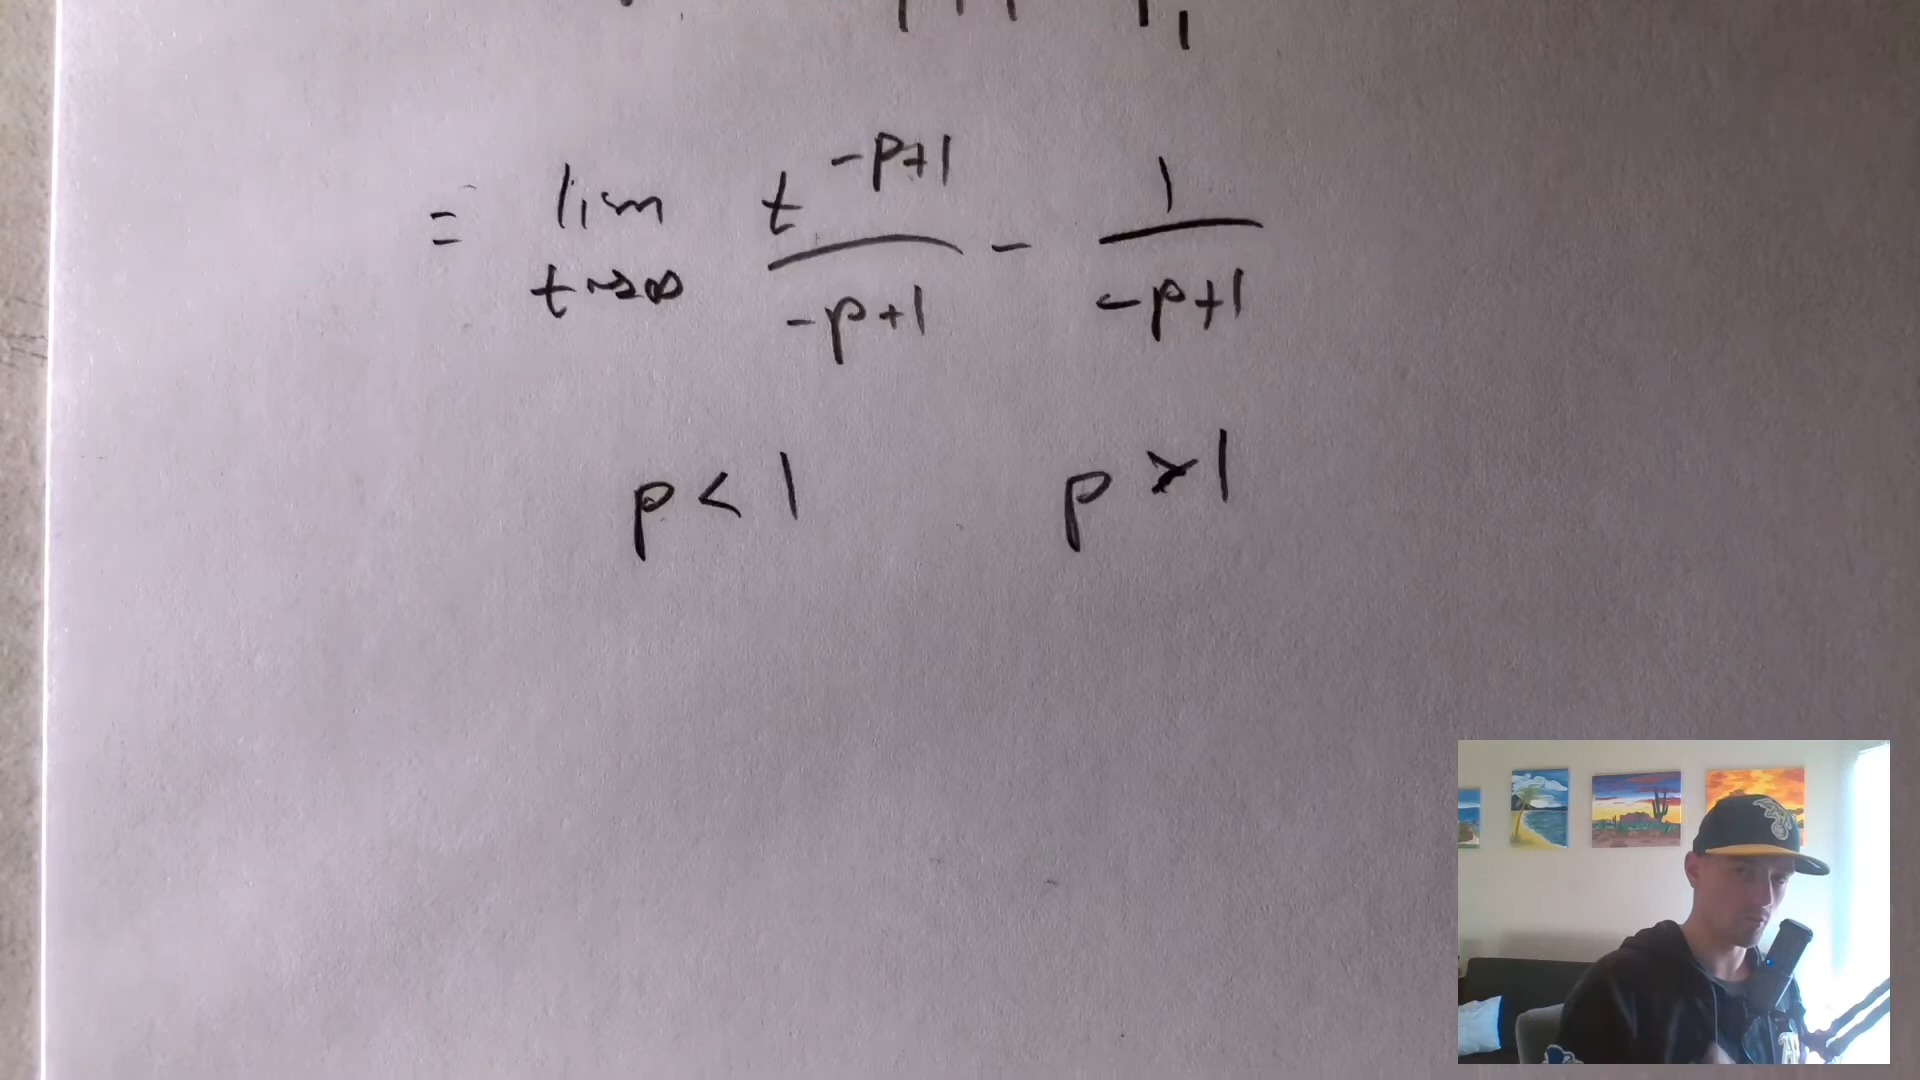 = lim t→∞ t^{-p+1}/(-p+1) - 1/(-p+1)
p < 1 p > 1